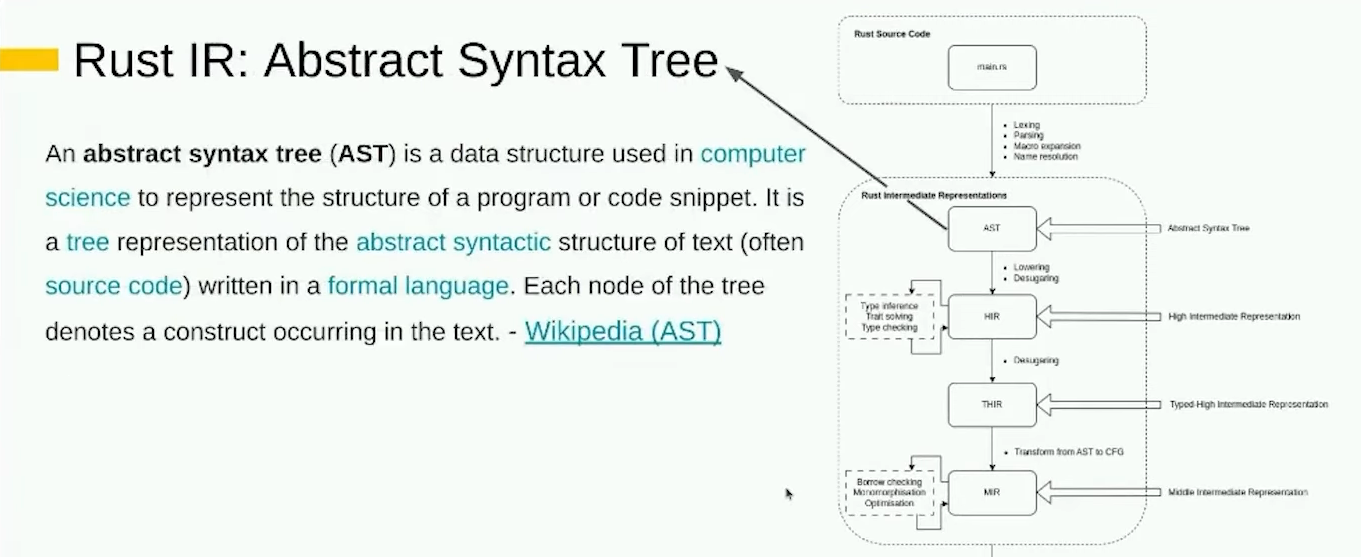 Rust IR: Abstract Syntax Tree
An abstract syntax tree (AST) is a data structure used in computer
science to represent the structure of a program or code snippet. It is
a tree representation of the abstract syntactic structure of text (often
source code) written in a formal language. Each node of the tree
denotes a construct occurring in the text. - Wikipedia (AST)
Rust Source Code
main.rs
• Lexing
• Parsing
• Macro expansion
• Name resolution
Rust Intermediate Representations
AST
Abstract Syntax Tree
• Lowering
• Desugaring
Type inference
Trait solving
Type checking
HIR
High Intermediate Representation
• Desugaring
THIR
Typed-High Intermediate Representation
• Transform from AST to CFG
Borrow checking
Monomorphisation
Optimisation
MIR
Middle Intermediate Representation